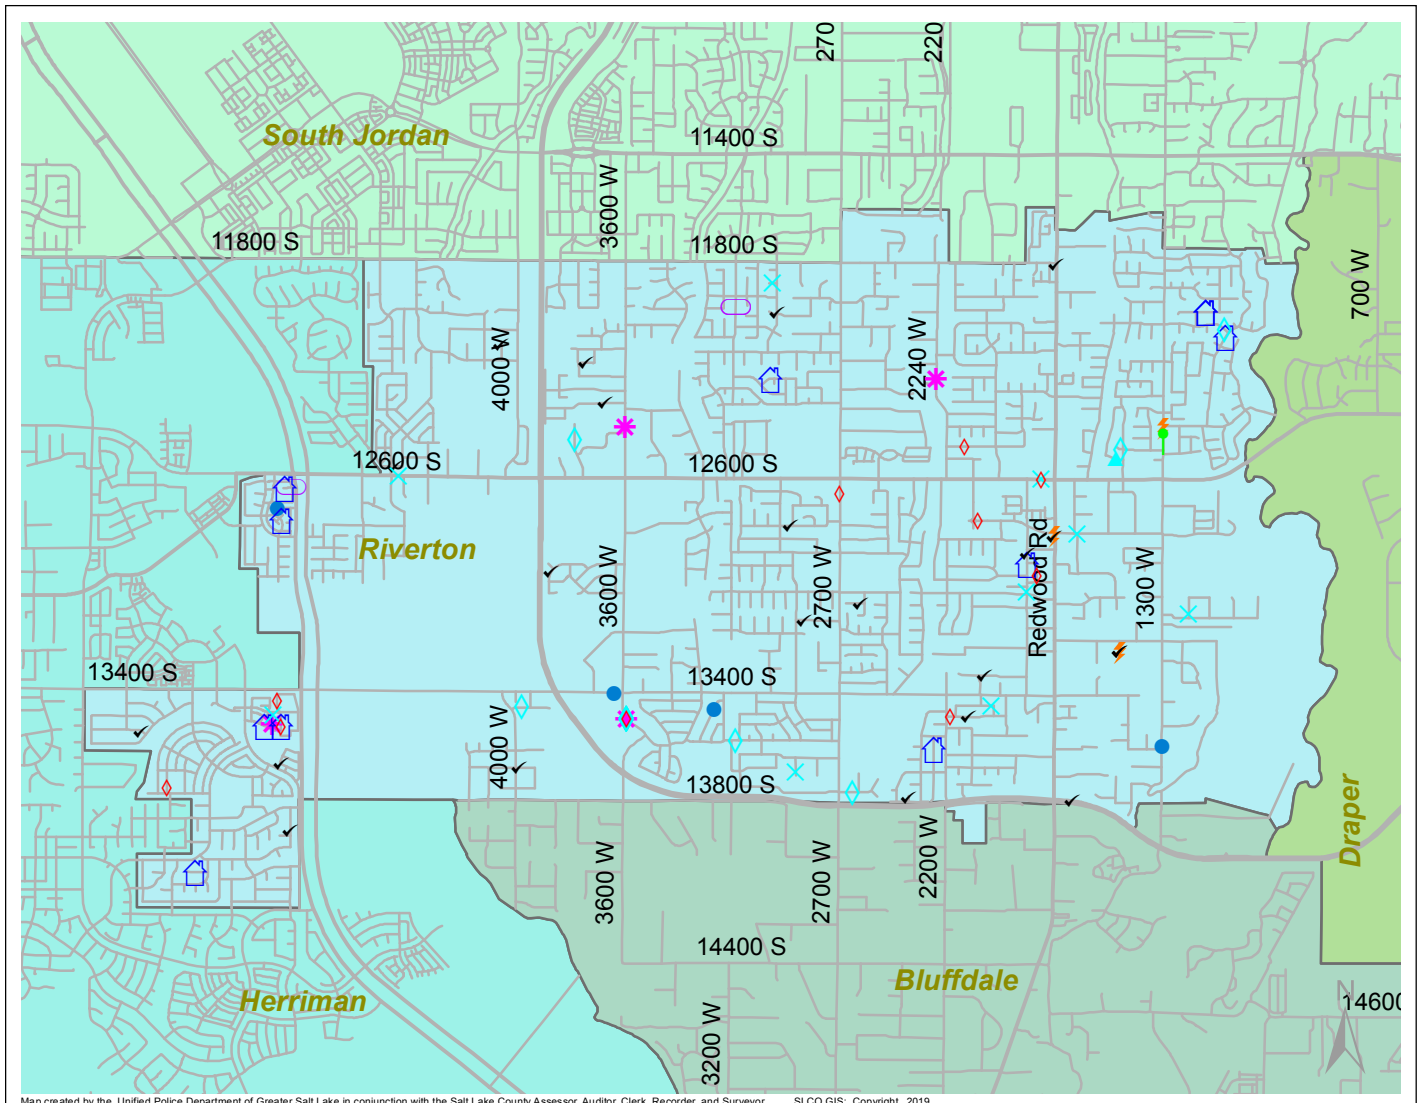 270
220
South Jordan
11400 S
3600 W
11800 S
11800 S
700 W
4000 W
2240 W
12600 S
12600 S
Riverton
Redwood Rd
3600 W
2700 W
1300 W
13400 S
13400 S
4000 W
13800 S
Draper
3600 W
2700 W
2200 W
14400 S
Bluffdale
Herriman
14600
3200 W
Map created by the Unified Police Department of Greater Salt Lake in conjunction with the Salt Lake County Assessor, Auditor, Clerk, Recorder, and Surveyor. SLCO GIS: Copyright, 2019